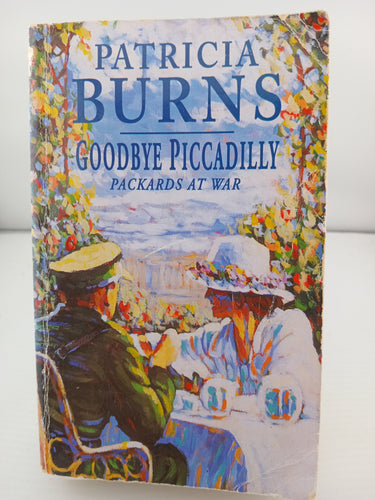 PATRICIA
BURNS
GOODBYE PICCADILLY
PACKARDS AT WAR